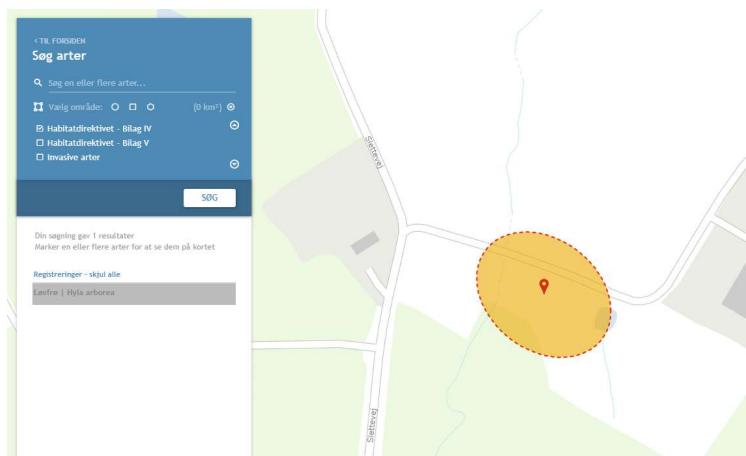 ‹ TIL FORSIDEN
Søg arter
Søg en eller flere arter...
Vælg område: (0 km²)
Habitatdirektivet - Bilag IV
Habitatdirektivet - Bilag V
Invasive arter
SØG
Din søgning gav 1 resultater
Marker en eller flere arter for at se dem på kortet
Registreringer - skjul alle
Løvfrø | Hyla arborea
Slettevej
Slettevej